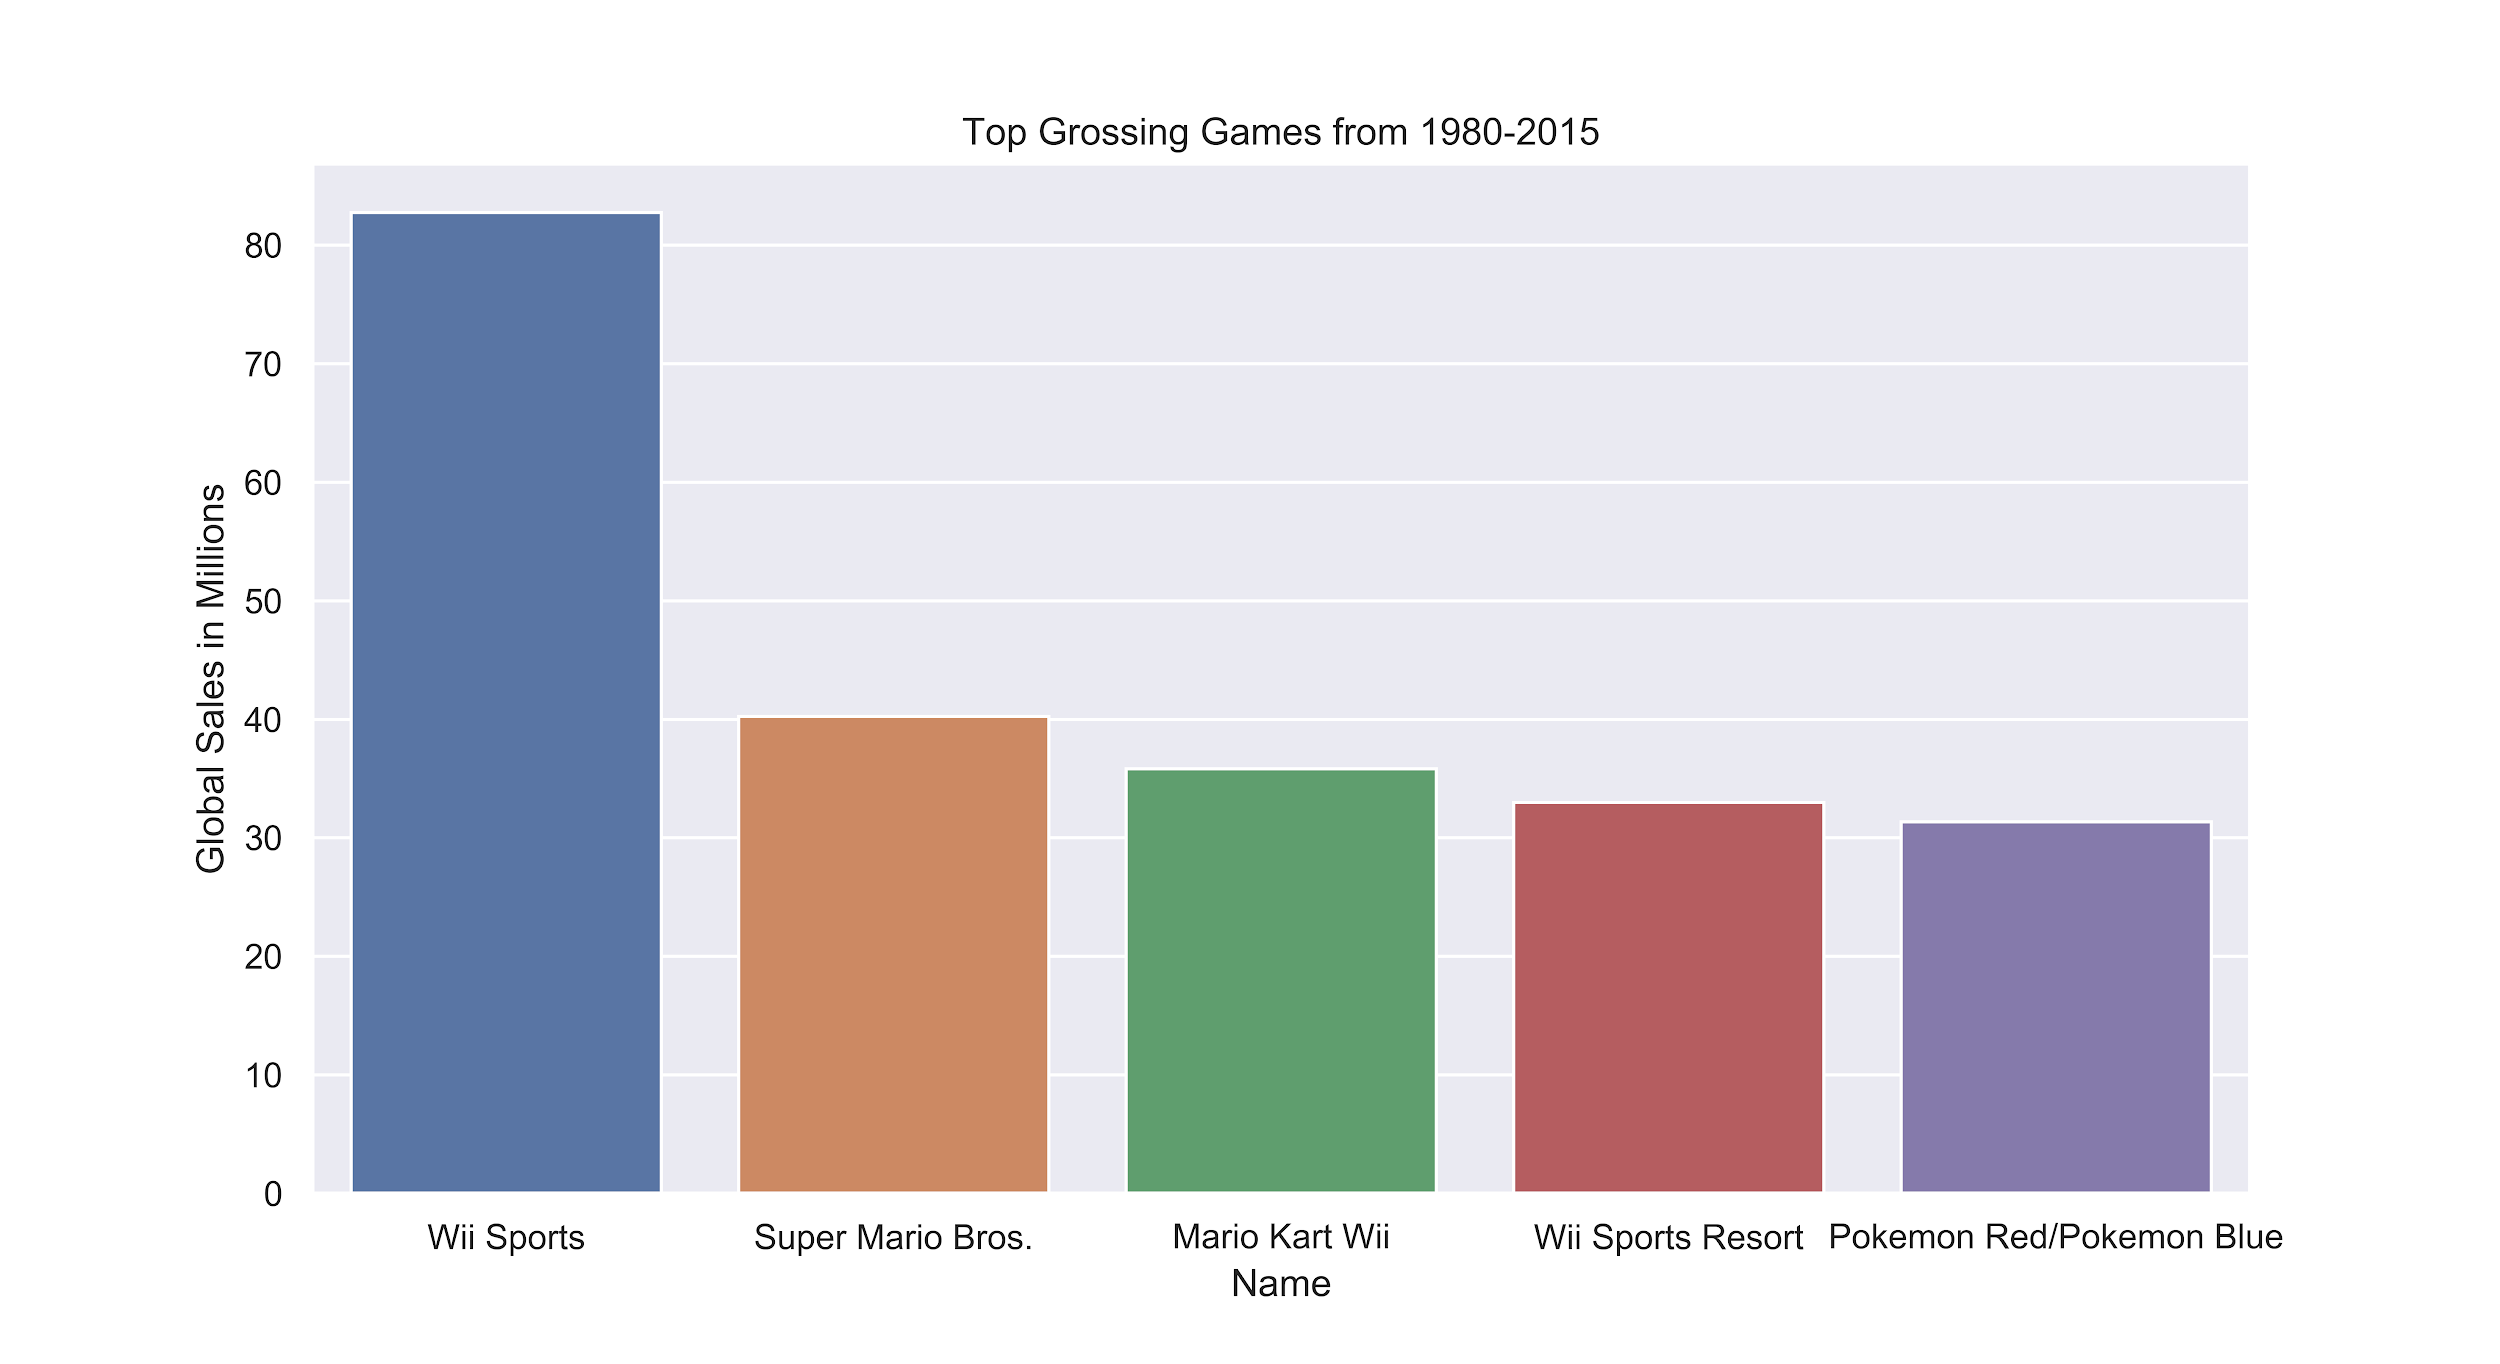 Top Grossing Games from 1980-2015
Global Sales in Millions
80
70
60
50
40
30
20
10
0
Wii Sports
Super Mario Bros.
Mario Kart Wii
Wii Sports Resort
Pokemon Red/Pokemon Blue
Name